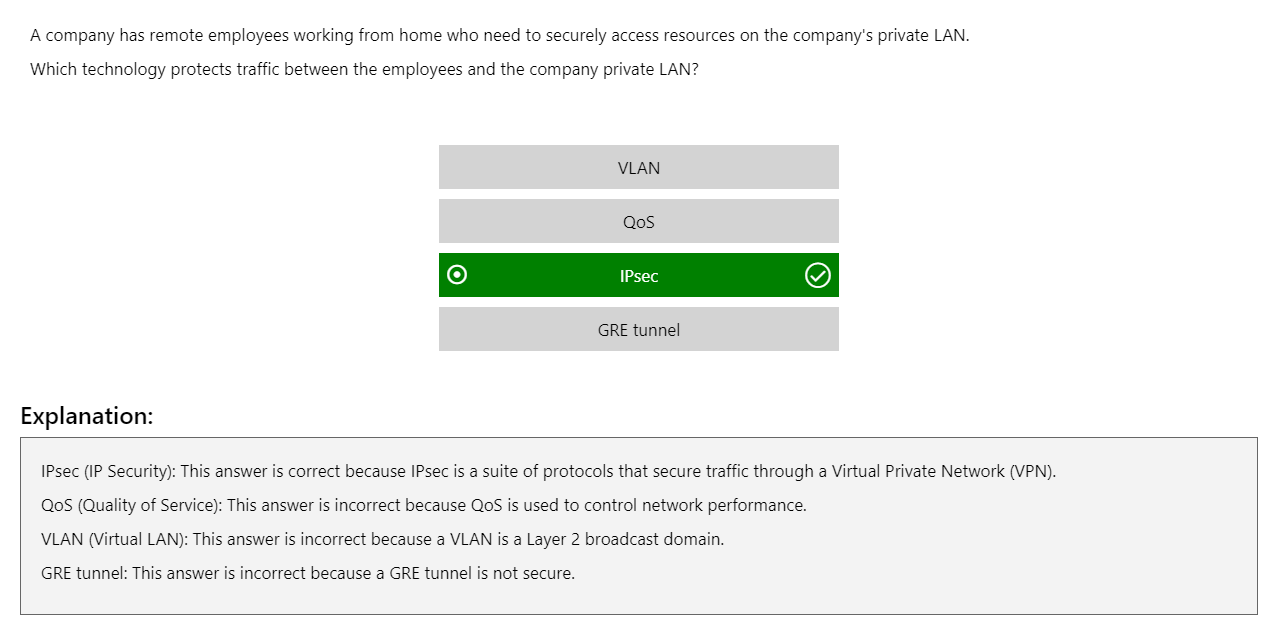 A company has remote employees working from home who need to securely access resources on the company's private LAN.
Which technology protects traffic between the employees and the company private LAN?
VLAN
QoS
IPsec
GRE tunnel
Explanation:
IPsec (IP Security): This answer is correct because IPsec is a suite of protocols that secure traffic through a Virtual Private Network (VPN).
QoS (Quality of Service): This answer is incorrect because QoS is used to control network performance.
VLAN (Virtual LAN): This answer is incorrect because a VLAN is a Layer 2 broadcast domain.
GRE tunnel: This answer is incorrect because a GRE tunnel is not secure.